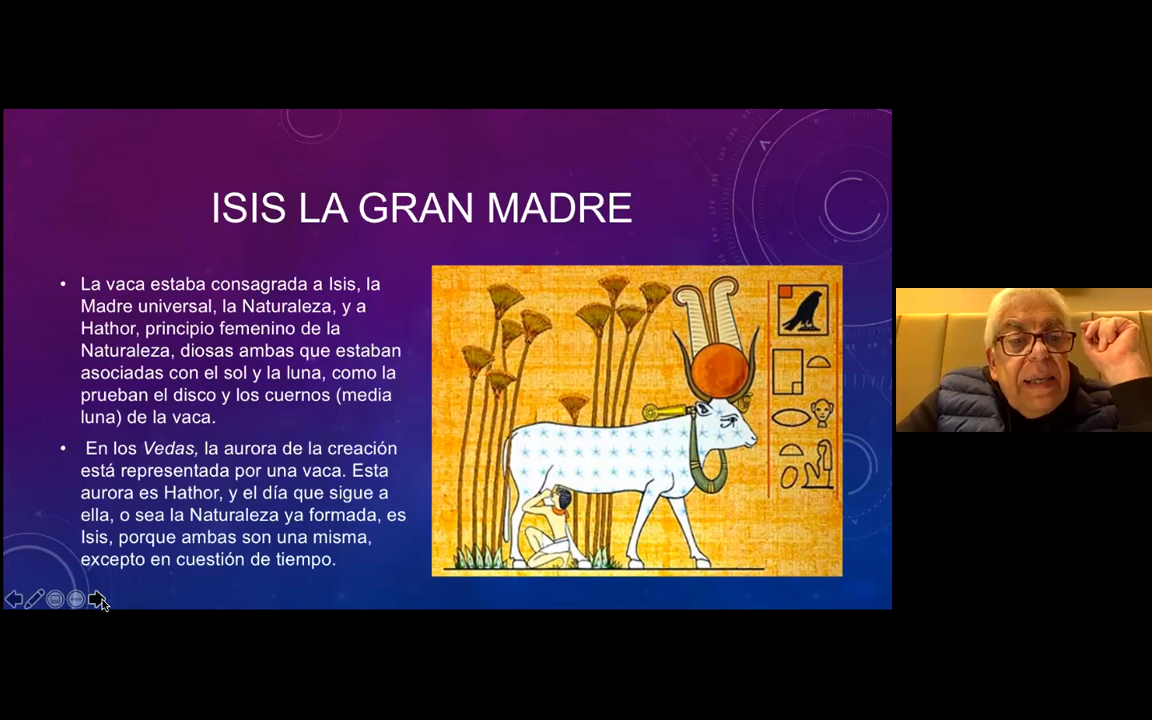 ISIS LA GRAN MADRE
• La vaca estaba consagrada a Isis, la
Madre universal, la Naturaleza, y a
Hathor, principio femenino de la
Naturaleza, diosas ambas que estaban
asociadas con el sol y la luna, como la
prueban el disco y los cuernos (media
luna) de la vaca.
• En los Vedas, la aurora de la creación
está representada por una vaca. Esta
aurora es Hathor, y el día que sigue a
ella, o sea la Naturaleza ya formada, es
Isis, porque ambas son una misma,
excepto en cuestión de tiempo.